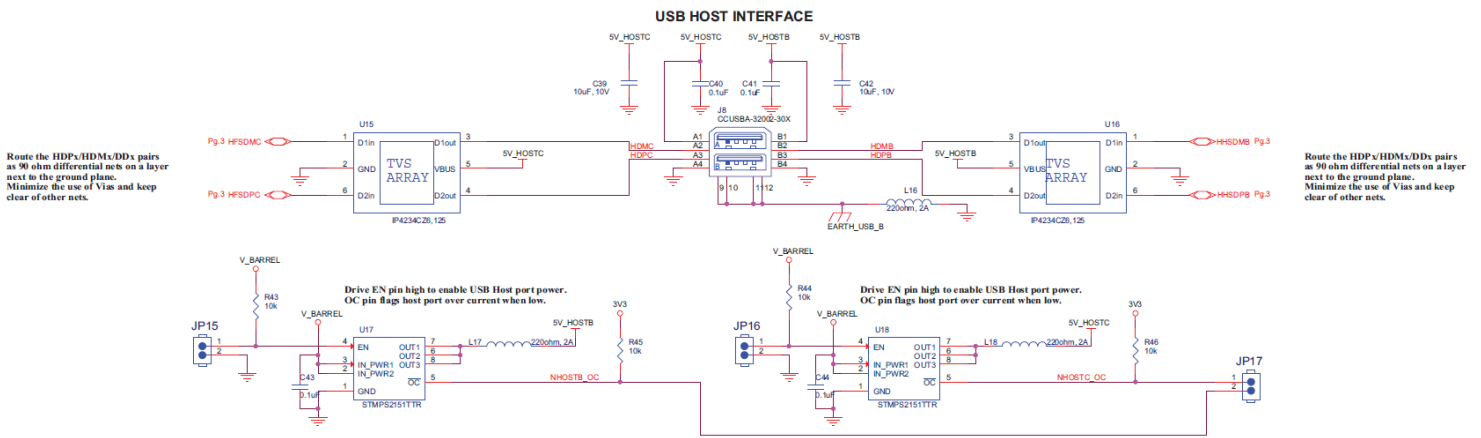 USB HOST INTERFACE
5V_HOSTC
5V_HOSTC
5V_HOSTB
5V_HOSTB
C39
10uF, 10V
C40
0.1uF
C41
0.1uF
C42
10uF, 10V
J8
CCUSBA-32002-30X
Route the HDPx/HDMx/DDx pairs
as 90 ohm differential nets on a layer
next to the ground plane.
Minimize the use of Vias and keep
clear of other nets.
Pg.3 HFSDMC
Pg.3 HFSDPC
U15
1 D1in D1out 3
2 GND VBUS 5
6 D2in D2out 4
TVS
ARRAY
IP4234CZ6,125
5V_HOSTC
HDMC
HDPC
A1
A2
A3
A4
A
B
B1
B2
B3
B4
9 10 11 12
HDMB
HDPB
5V_HOSTB
L16
220ohm, 2A
EARTH_USB_B
U16
3 D1out D1in 1
5 VBUS GND 2
4 D2out D2in 6
TVS
ARRAY
IP4234CZ6,125
HHSDMB Pg.3
HHSDPB Pg.3
Route the HDPx/HDMx/DDx pairs
as 90 ohm differential nets on a layer
next to the ground plane.
Minimize the use of Vias and keep
clear of other nets.
V_BARREL
R43
10k
Drive EN pin high to enable USB Host port power.
OC pin flags host port over current when low.
JP15
1
2
V_BARREL
C43
0.1uF
U17
4 EN OUT1 7
OUT2 6
3 IN_PWR1 OUT3 8
2 IN_PWR2
OC 5
1 GND
STMPS2151TTR
L17
220ohm, 2A
5V_HOSTB
3V3
R45
10k
NHOSTB_OC
V_BARREL
R44
10k
Drive EN pin high to enable USB Host port power.
OC pin flags host port over current when low.
JP16
1
2
V_BARREL
C44
0.1uF
U18
4 EN OUT1 7
OUT2 6
3 IN_PWR1 OUT3 8
2 IN_PWR2
OC 5
1 GND
STMPS2151TTR
L18
220ohm, 2A
5V_HOSTC
3V3
R46
10k
NHOSTC_OC
JP17
1
2